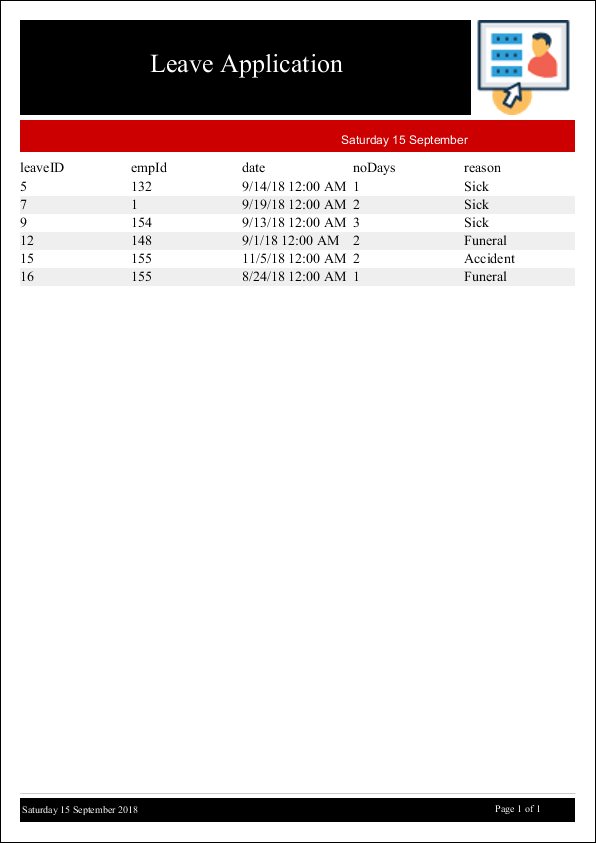 Leave Application
Saturday 15 September
leaveID empId date noDays reason
5 132 9/14/18 12:00 AM 1 Sick
7 1 9/19/18 12:00 AM 2 Sick
9 154 9/13/18 12:00 AM 3 Sick
12 148 9/1/18 12:00 AM 2 Funeral
15 155 11/5/18 12:00 AM 2 Accident
16 155 8/24/18 12:00 AM 1 Funeral
Saturday 15 September 2018 Page 1 of 1